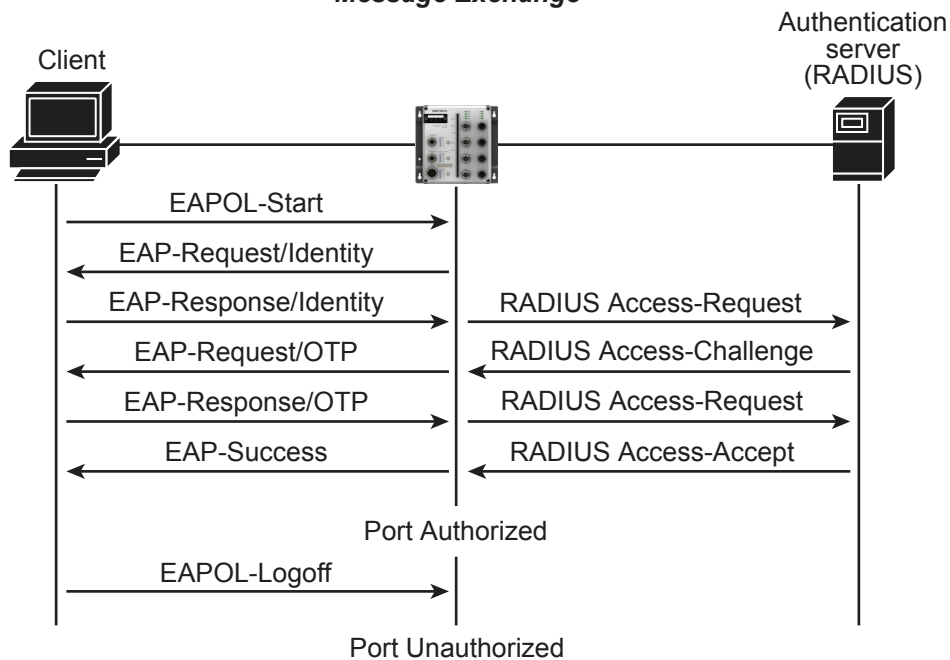 Message Exchange
Authentication
server
(RADIUS)
Client
EAPOL-Start
EAP-Request/Identity
EAP-Response/Identity
RADIUS Access-Request
EAP-Request/OTP
RADIUS Access-Challenge
EAP-Response/OTP
RADIUS Access-Request
EAP-Success
RADIUS Access-Accept
Port Authorized
EAPOL-Logoff
Port Unauthorized